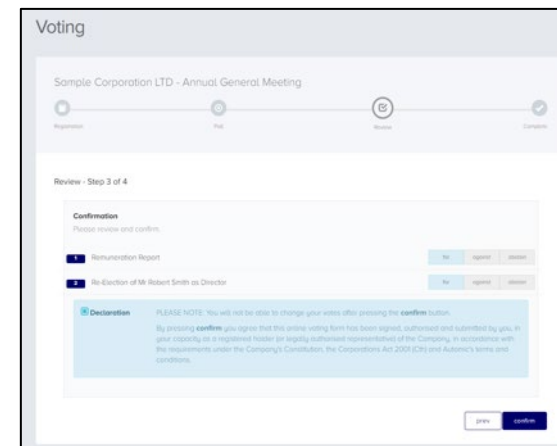 Voting
Sample Corporation LTD - Annual General Meeting
Registration Poll Review Complete
Review - Step 3 of 4
Confirmation
Please review and confirm.
1 Remuneration Report for against abstain
2 Re-Election of Mr Robert Smith as Director for against abstain
Declaration PLEASE NOTE: You will not be able to change your votes after pressing the confirm button.
By pressing confirm you agree that this online voting form has been signed, authorised and submitted by you, in
your capacity as a registered holder (or legally authorised representative) of the Company, in accordance with
the requirements under the Company's Constitution, the Corporations Act 2001 (Cth) and Automic's terms and
conditions.
prev confirm